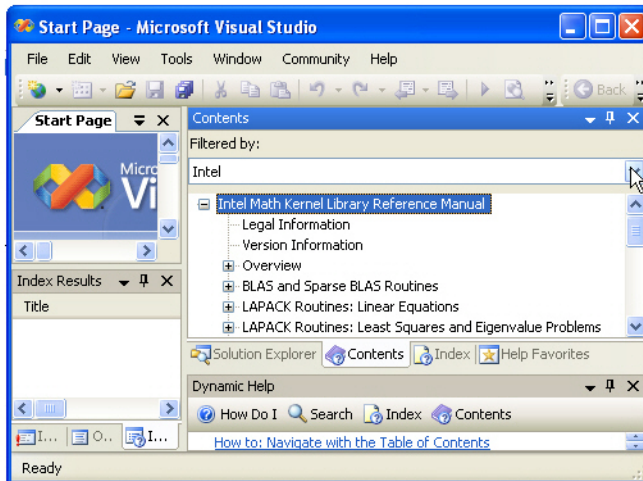 Start Page - Microsoft Visual Studio
File Edit View Tools Window Community Help
Back
Start Page
Contents
Filtered by:
Intel
Micro
Vi
Intel Math Kernel Library Reference Manual
Legal Information
Version Information
Overview
BLAS and Sparse BLAS Routines
LAPACK Routines: Linear Equations
LAPACK Routines: Least Squares and Eigenvalue Problems
Index Results
Title
Solution Explorer Contents Index Help Favorites
Dynamic Help
How Do I Search Index Contents
How to: Navigate with the Table of Contents
I... O.. I...
Ready